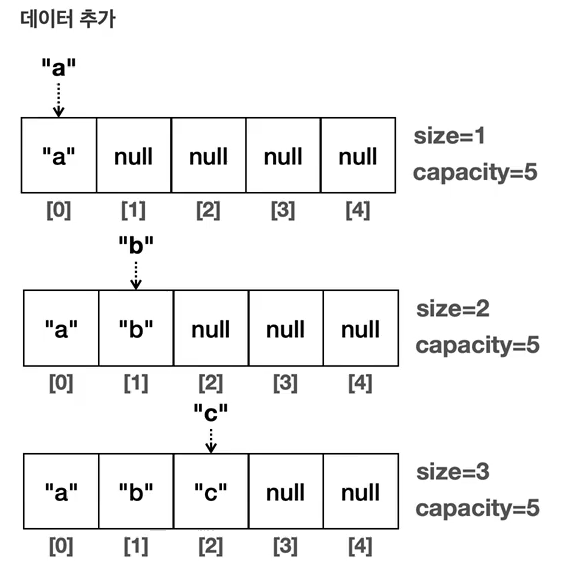 데이터 추가
"a"
"a" null null null null
size=1
capacity=5
[0] [1] [2] [3] [4]
"b"
"a" "b" null null null
size=2
capacity=5
[0] [1] [2] [3] [4]
"c"
"a" "b" "c" null null
size=3
capacity=5
[0] [1] [2] [3] [4]